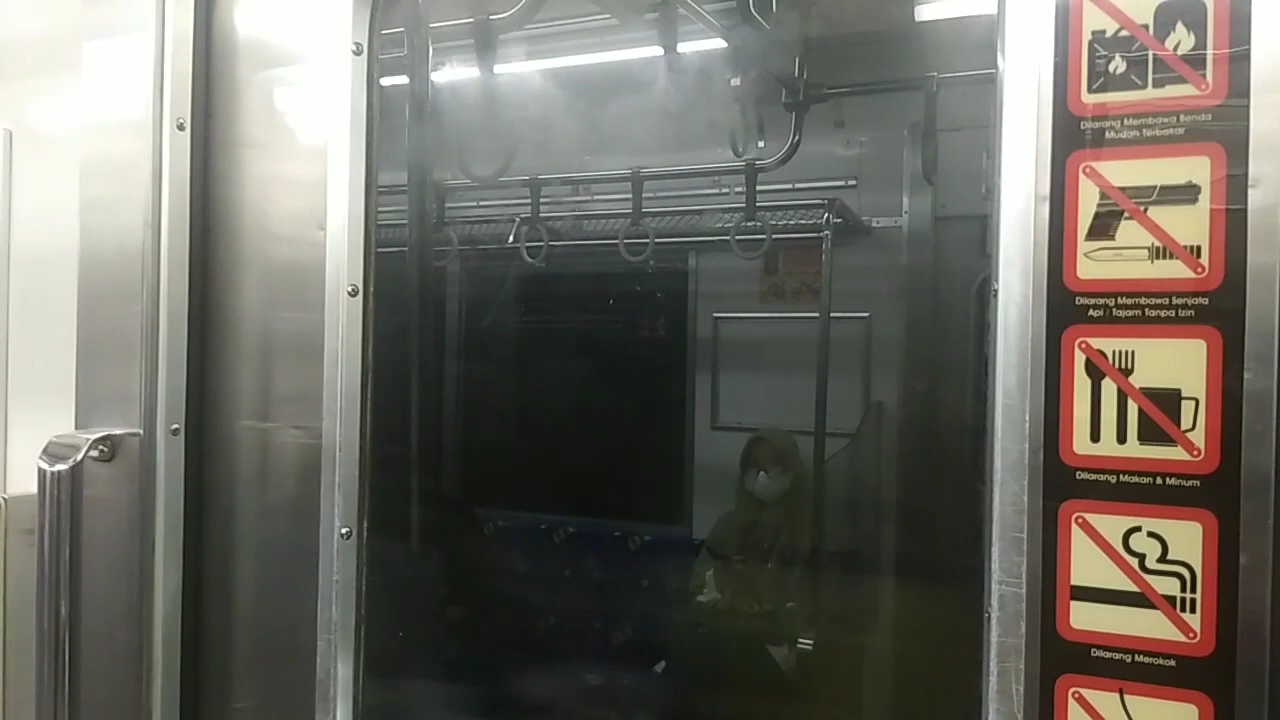 Dilarang Membawa Benda
Mudah Terbakar
Dilarang Membawa Senjata
Api / Tajam Tanpa Izin
Dilarang Makan & Minum
Dilarang Merokok